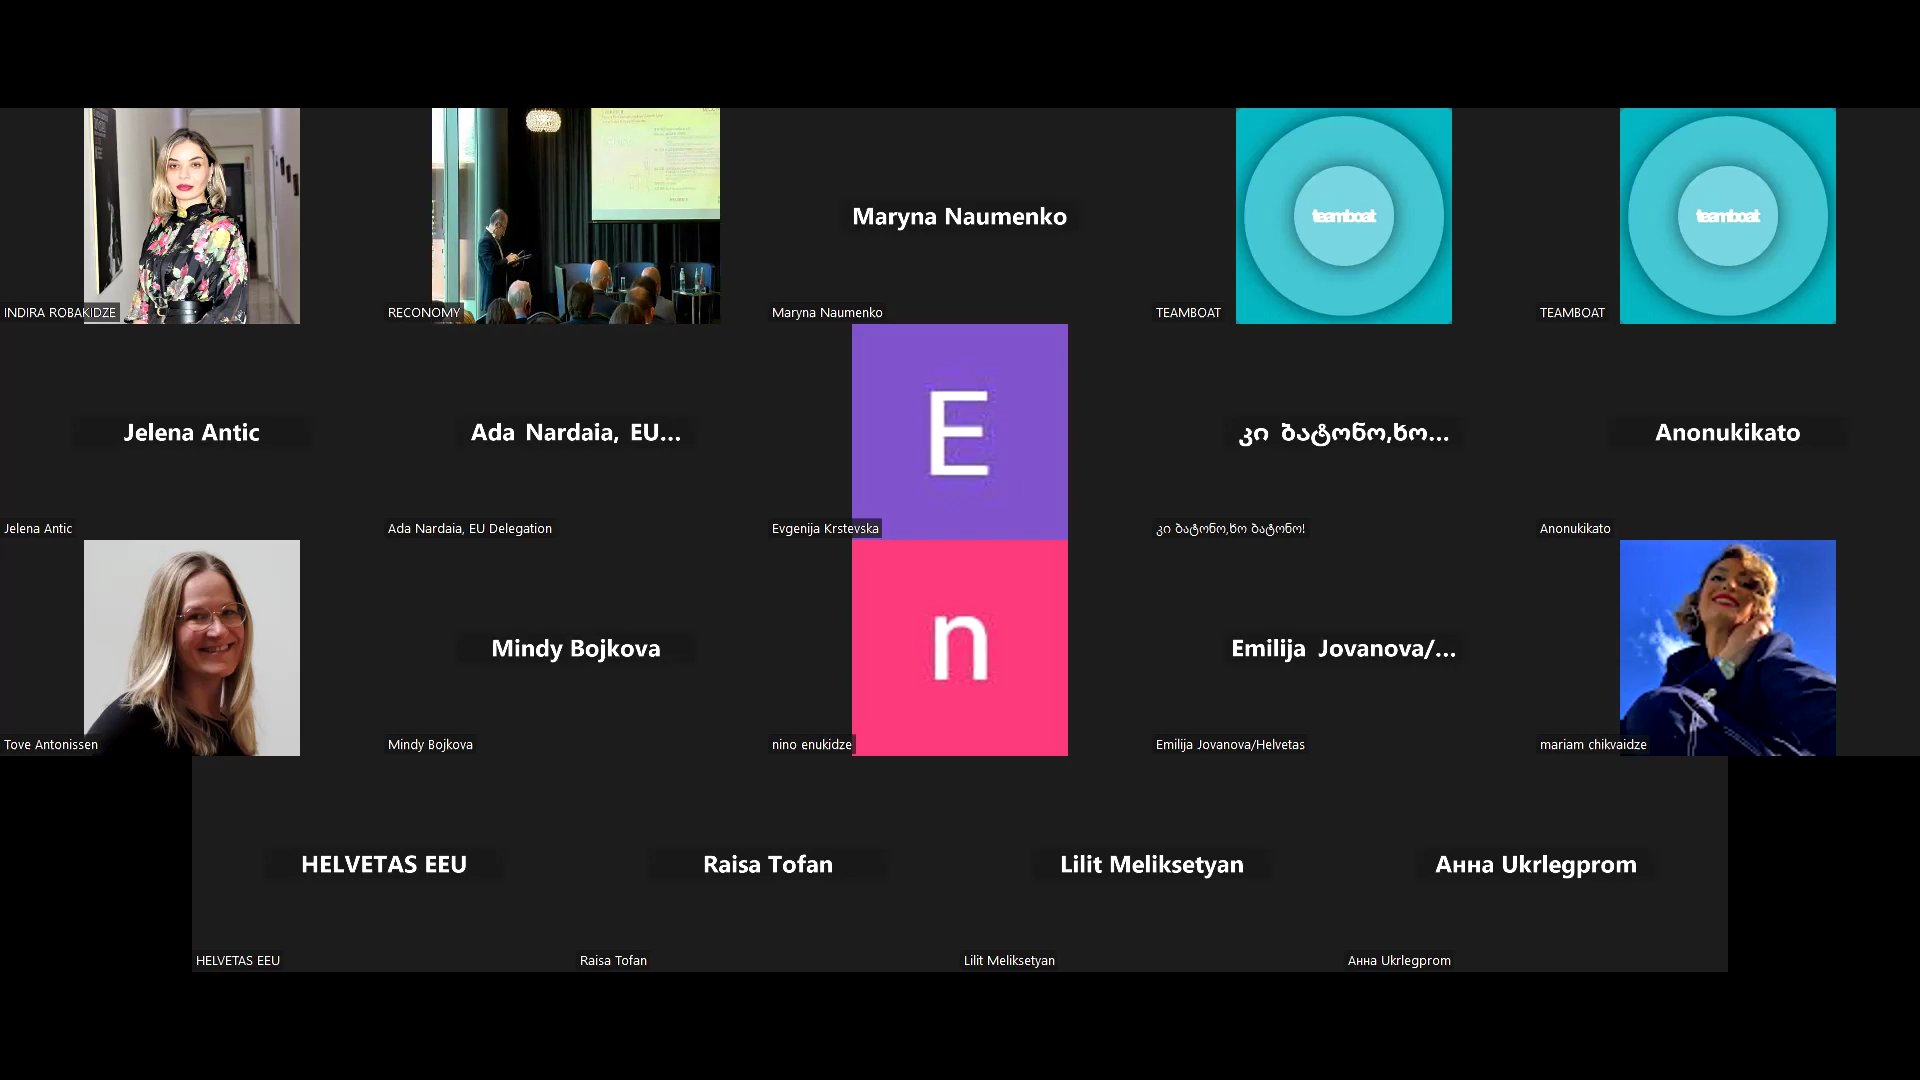 INDIRA ROBAKIDZE
RECONOMY
Maryna Naumenko
Maryna Naumenko
teamboat
TEAMBOAT
teamboat
TEAMBOAT
Jelena Antic
Jelena Antic
Ada Nardaia, EU...
Ada Nardaia, EU Delegation
E
Evgenija Krstevska
კი ბატონო,ხო...
კი ბატონო,ხო ბატონო!
Anonukikato
Anonukikato
Tove Antonissen
Mindy Bojkova
Mindy Bojkova
n
nino enukidze
Emilija Jovanova/...
Emilija Jovanova/Helvetas
mariam chikvaidze
HELVETAS EEU
HELVETAS EEU
Raisa Tofan
Raisa Tofan
Lilit Meliksetyan
Lilit Meliksetyan
Анна Ukrlegprom
Анна Ukrlegprom